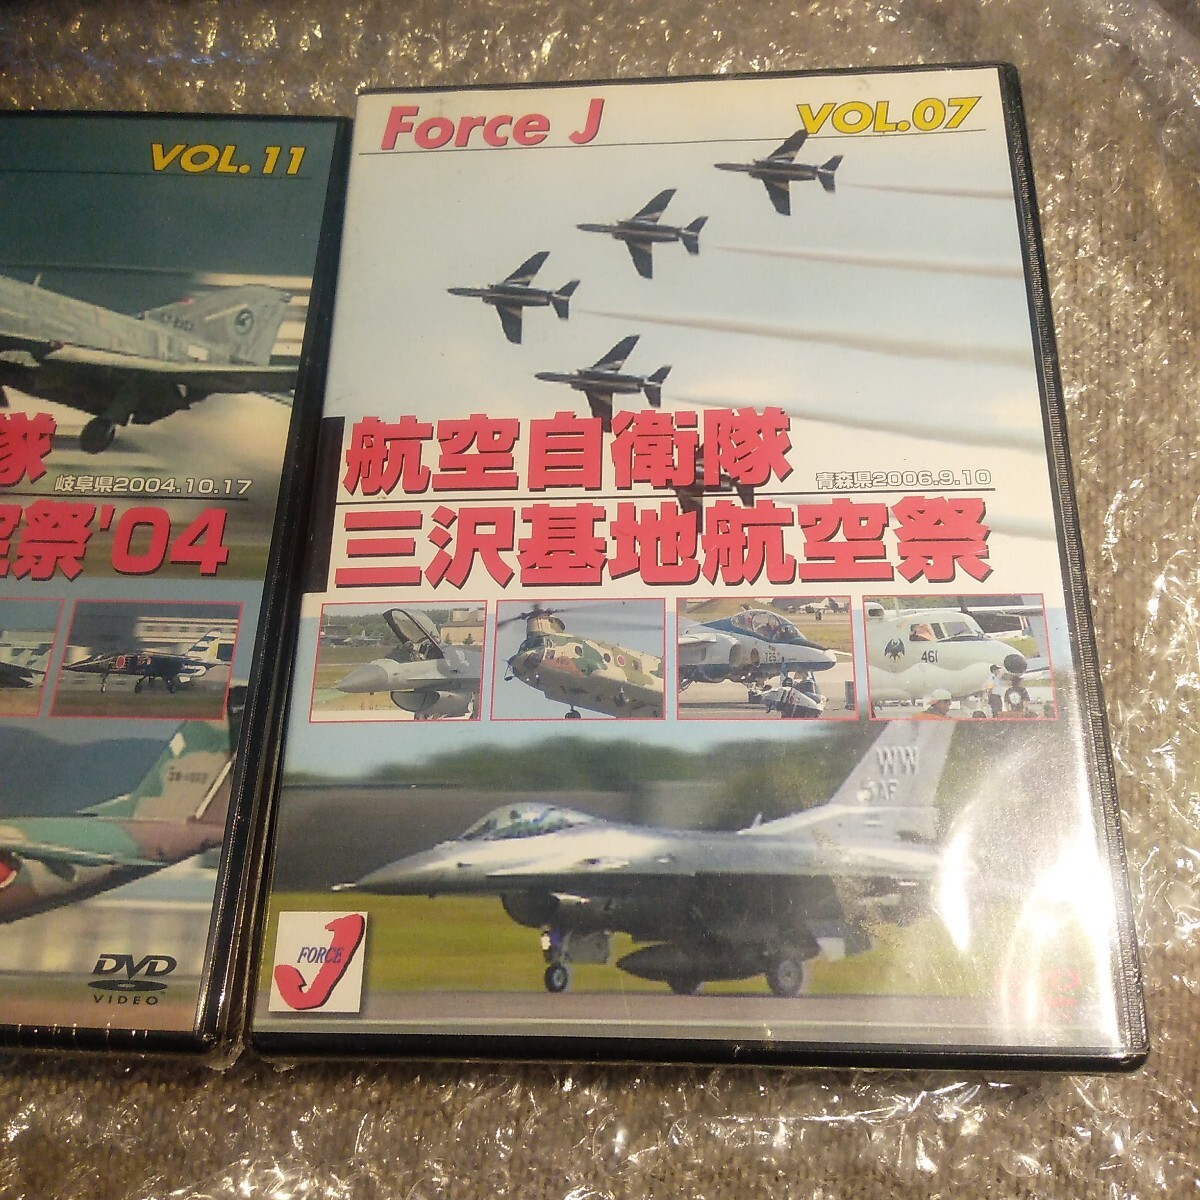 VOL.11
隊
岐阜県2004.10.17
空祭'04
DVD
VIDEO
Force J
VOL.07
航空自衛隊
青森県2006.9.10
三沢基地航空祭
725
461
WW
AF
FORCE
J